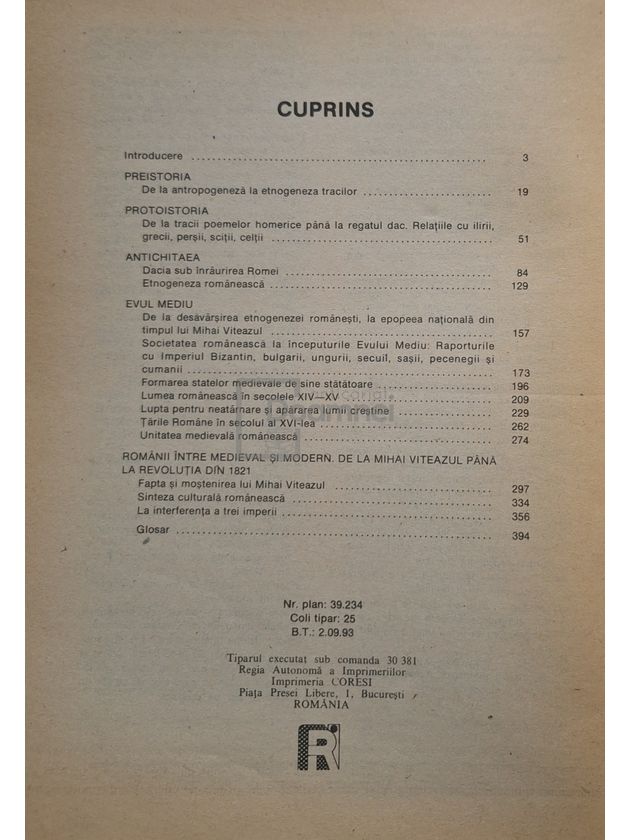 CUPRINS
Introducere 3
PREISTORIA
De la antropogeneză la etnogeneza tracilor 19
PROTOISTORIA
De la tracii poemelor homerice până la regatul dac. Relațiile cu ilirii,
grecii, perșii, sciții, celții 51
ANTICHITAEA
Dacia sub înrâurirea Romei 84
Etnogeneza românească 129
EVUL MEDIU
De la desăvârșirea etnogenezei românești, la epopeea națională din
timpul lui Mihai Viteazul 157
Societatea românească la începuturile Evului Mediu: Raporturile
cu Imperiul Bizantin, bulgarii, ungurii, secuii, sașii, pecenegii și
cumanii 173
Formarea statelor medievale de sine stătătoare 196
Lumea românească în secolele XIV—XV 209
Lupta pentru neatârnare și apărarea lumii creștine 229
Țările Române în secolul al XVI-lea 262
Unitatea medievală românească 274
ROMÂNII ÎNTRE MEDIEVAL ȘI MODERN. DE LA MIHAI VITEAZUL PÂNĂ
LA REVOLUȚIA DIN 1821
Fapta și moștenirea lui Mihai Viteazul 297
Sinteza culturală românească 334
La interferența a trei imperii 356
Glosar 394
Nr. plan: 39.234
Coli tipar: 25
B.T.: 2.09.93
Tiparul executat sub comanda 30 381
Regia Autonomă a Imprimeriilor
Imprimeria CORESI
Piața Presei Libere, 1, București
ROMÂNIA